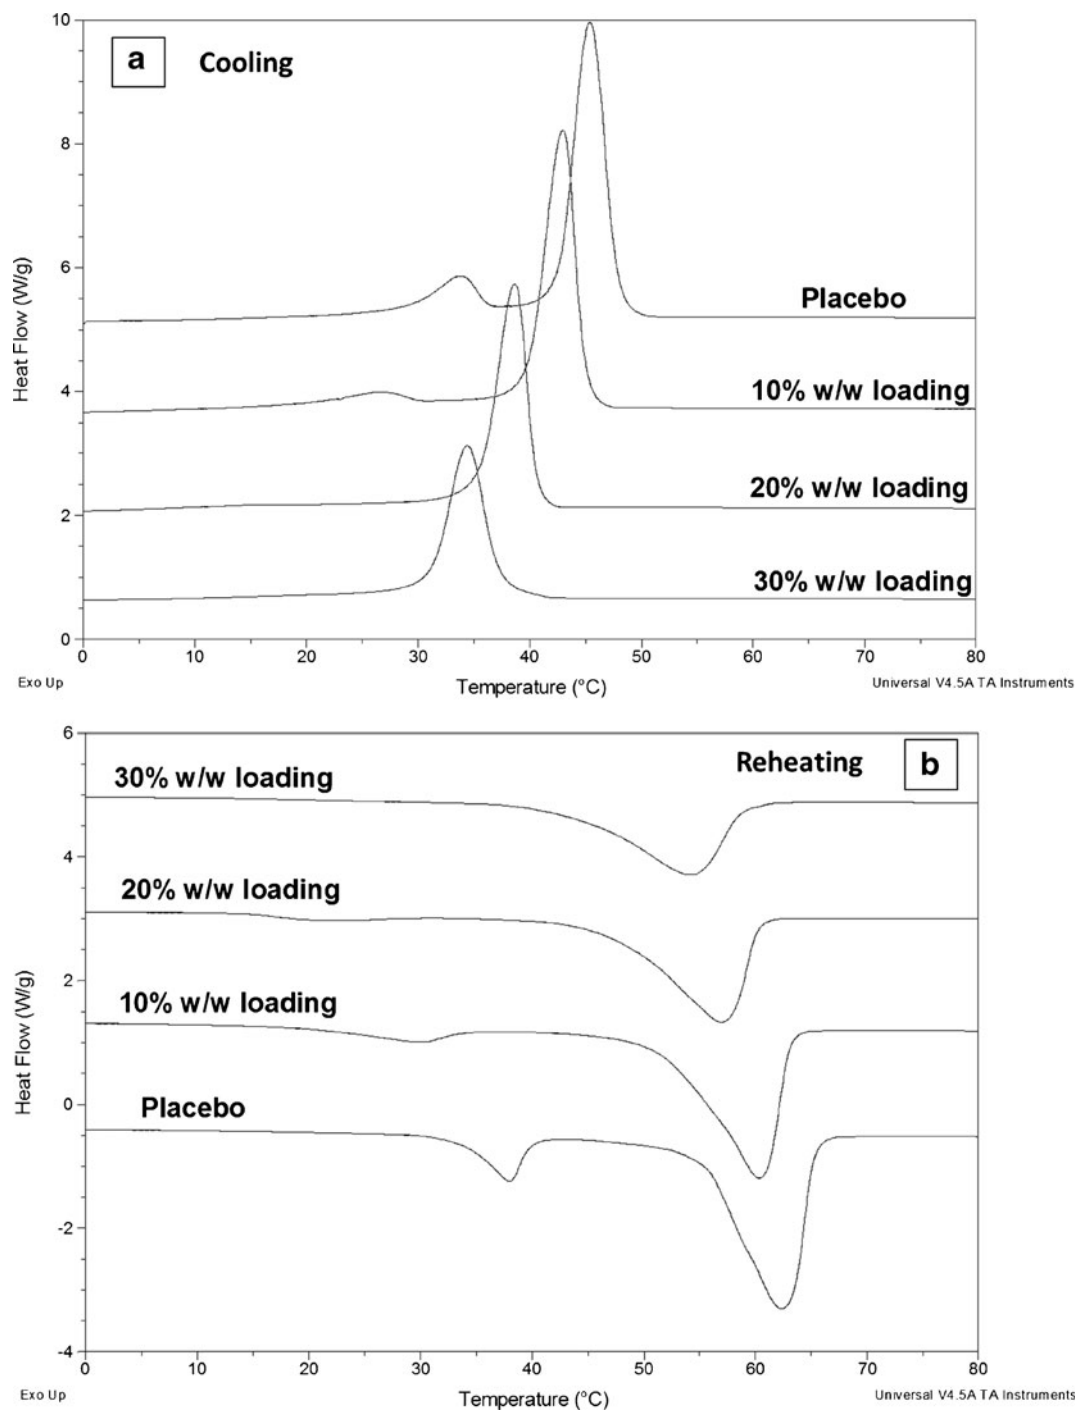 10
a Cooling
8
6
Heat Flow (W/g)
Placebo
4
10% w/w loading
20% w/w loading
2
30% w/w loading
0
0 10 20 30 40 50 60 70 80
Exo Up Temperature (°C) Universal V4.5A TA Instruments
6
Reheating b
30% w/w loading
4
20% w/w loading
2
Heat Flow (W/g)
10% w/w loading
0
Placebo
-2
-4
0 10 20 30 40 50 60 70 80
Exo Up Temperature (°C) Universal V4.5A TA Instruments